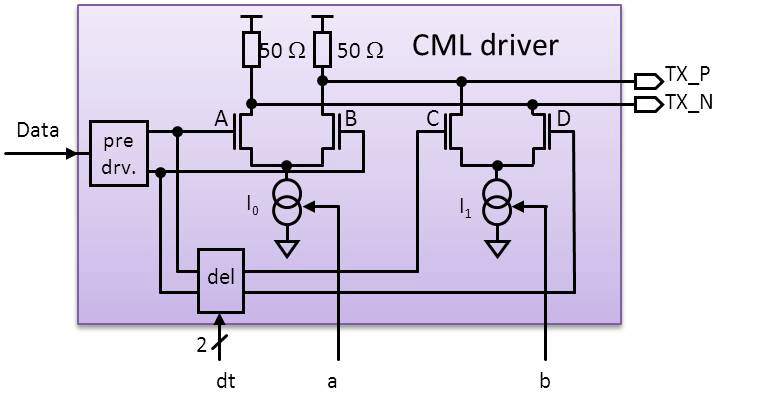 50 Ω 50 Ω CML driver
TX_P
TX_N
A B C D
Data
pre
drv.
I0 I1
del
2
dt a b